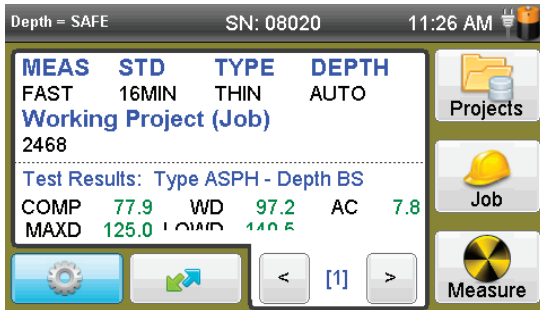 Depth = SAFE SN: 08020 11:26 AM
MEAS STD TYPE DEPTH
FAST 16MIN THIN AUTO
Working Project (Job)
2468
Test Results: Type ASPH - Depth BS
COMP 77.9 WD 97.2 AC 7.8
MAXD 125.0
Projects
Job
Measure
< [1] >